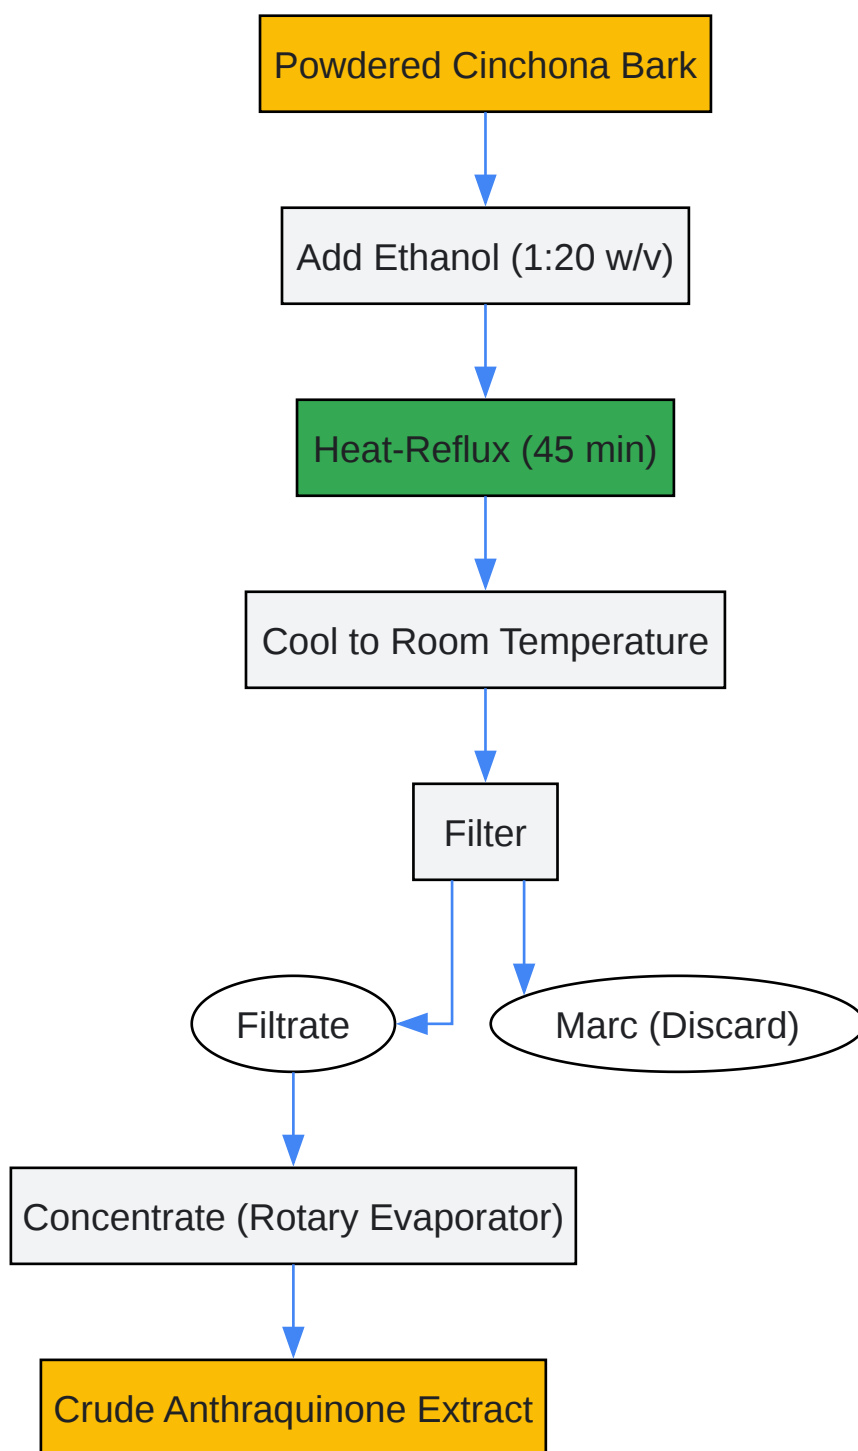 Powdered Cinchona Bark
Add Ethanol (1:20 w/v)
Heat-Reflux (45 min)
Cool to Room Temperature
Filter
Filtrate
Marc (Discard)
Concentrate (Rotary Evaporator)
Crude Anthraquinone Extract